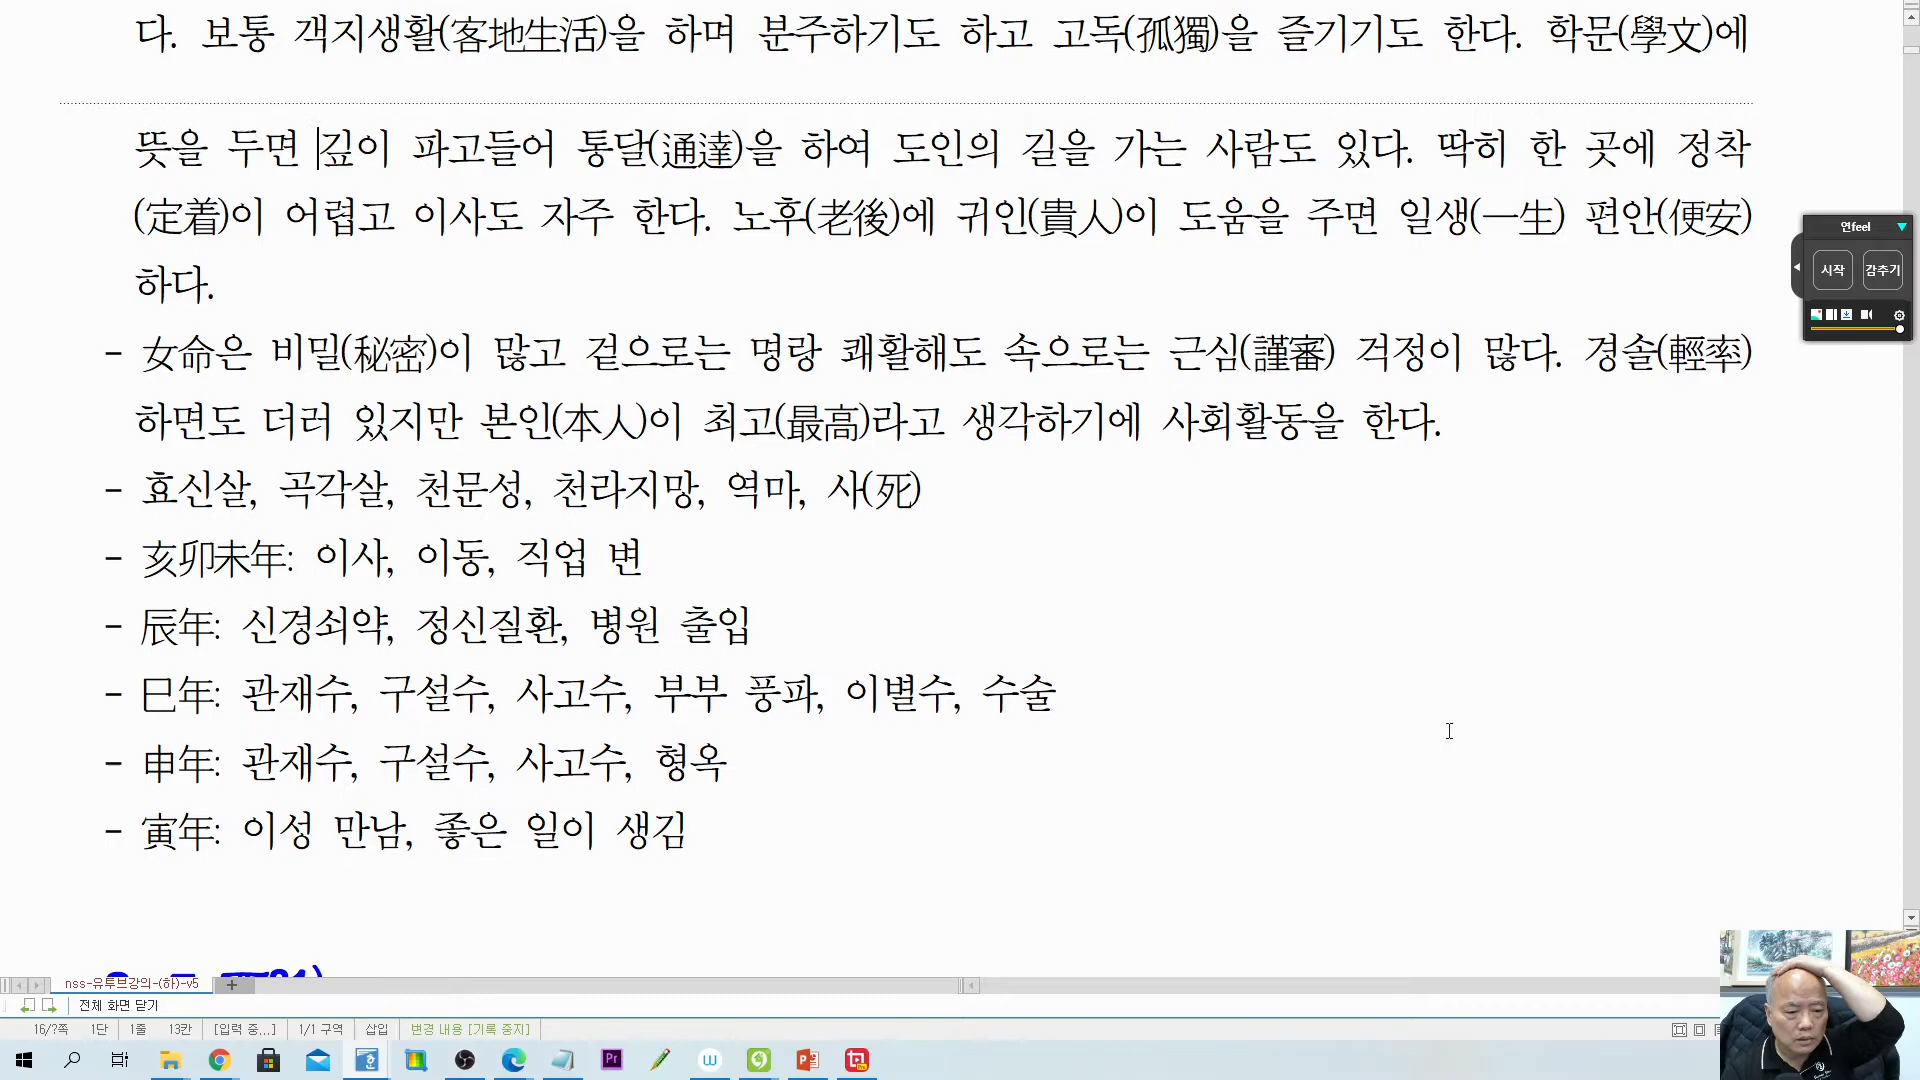 다. 보통 객지생활(客地生活)을 하며 분주하기도 하고 고독(孤獨)을 즐기기도 한다. 학문(學文)에
뜻을 두면 깊이 파고들어 통달(通達)을 하여 도인의 길을 가는 사람도 있다. 딱히 한 곳에 정착
(定着)이 어렵고 이사도 자주 한다. 노후(老後)에 귀인(貴人)이 도움을 주면 일생(一生) 편안(便安)
하다.
- 女命은 비밀(秘密)이 많고 겉으로는 명랑 쾌활해도 속으로는 근심(謹審) 걱정이 많다. 경솔(輕率)
하면도 더러 있지만 본인(本人)이 최고(最高)라고 생각하기에 사회활동을 한다.
- 효신살, 곡각살, 천문성, 천라지망, 역마, 사(死)
- 亥卯未年: 이사, 이동, 직업 변
- 辰年: 신경쇠약, 정신질환, 병원 출입
- 巳年: 관재수, 구설수, 사고수, 부부 풍파, 이별수, 수술
- 申年: 관재수, 구설수, 사고수, 형옥
- 寅年: 이성 만남, 좋은 일이 생김
연feel
시작 감추기
nss-유투브강의-(하)-v5
전체 화면 닫기
16/?쪽 1단 1줄 13칸 [입력 중...] 1/1 구역 삽입 변경 내용 [기록 중지]